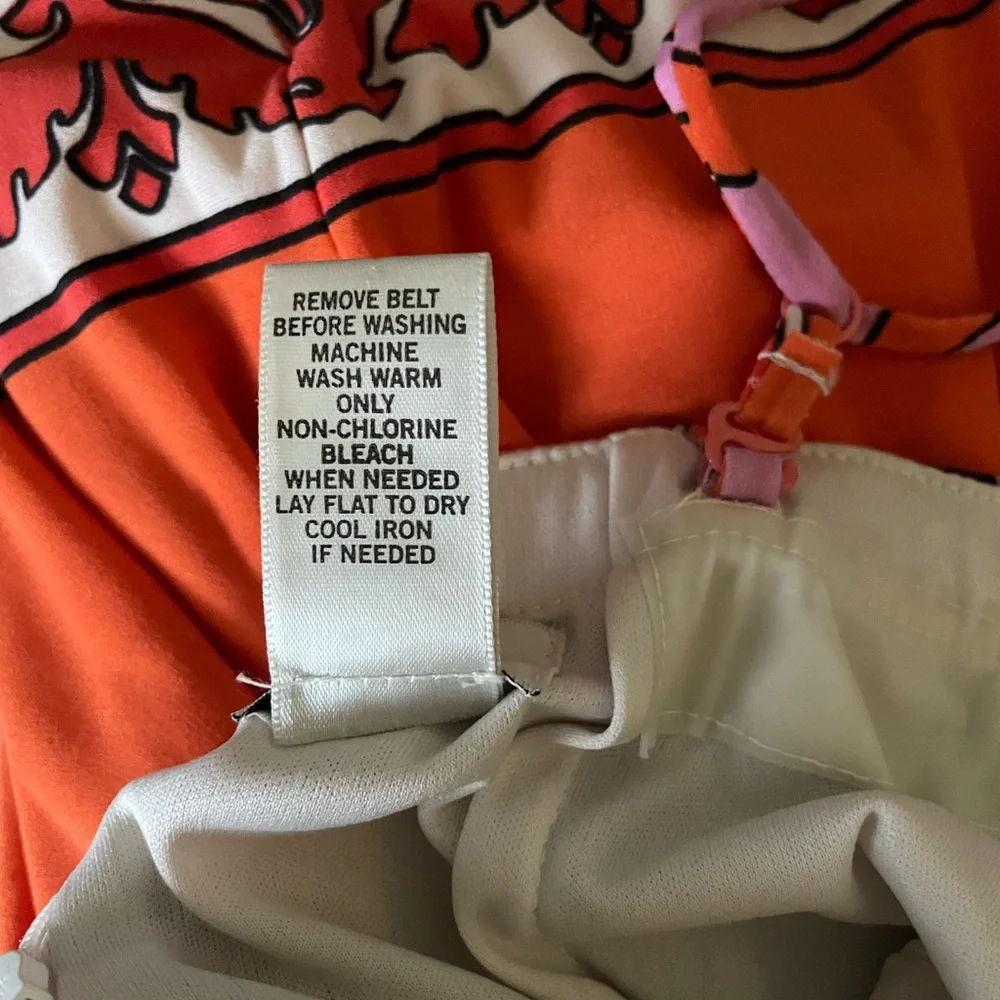 REMOVE BELT
BEFORE WASHING
MACHINE
WASH WARM
ONLY
NON-CHLORINE
BLEACH
WHEN NEEDED
LAY FLAT TO DRY
COOL IRON
IF NEEDED